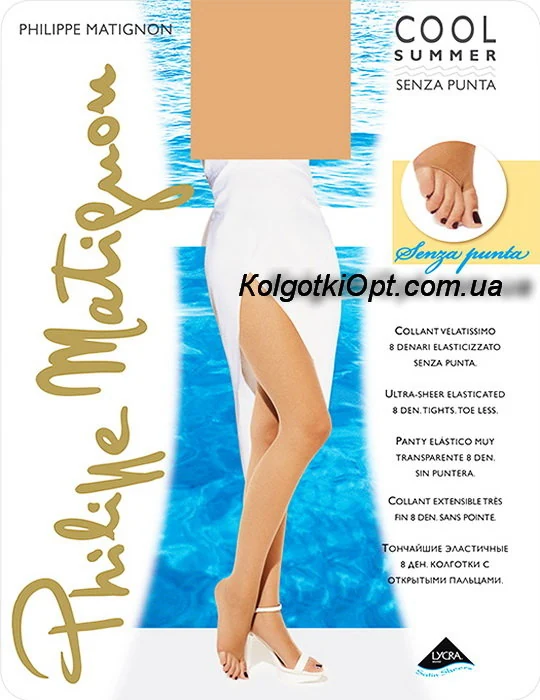 PHILIPPE MATIGNON
COOL
SUMMER
SENZA PUNTA
Philippe Matignon
Senza punta
KolgotkiOpt.com.ua
COLLANT VELATISSIMO
8 DENARI ELASTICIZZATO
SENZA PUNTA.
ULTRA-SHEER ELASTICATED
8 DEN. TIGHTS. TOE LESS.
PANTY ELÁSTICO MUY
TRANSPARENTE 8 DEN.
SIN PUNTERA.
COLLANT EXTENSIBLE TRÈS
FIN 8 DEN. SANS POINTE.
ТОНЧАЙШИЕ ЭЛАСТИЧНЫЕ
8 ДЕН. КОЛГОТКИ С
ОТКРЫТЫМИ ПАЛЬЦАМИ.
LYCRA
Satin Sheers